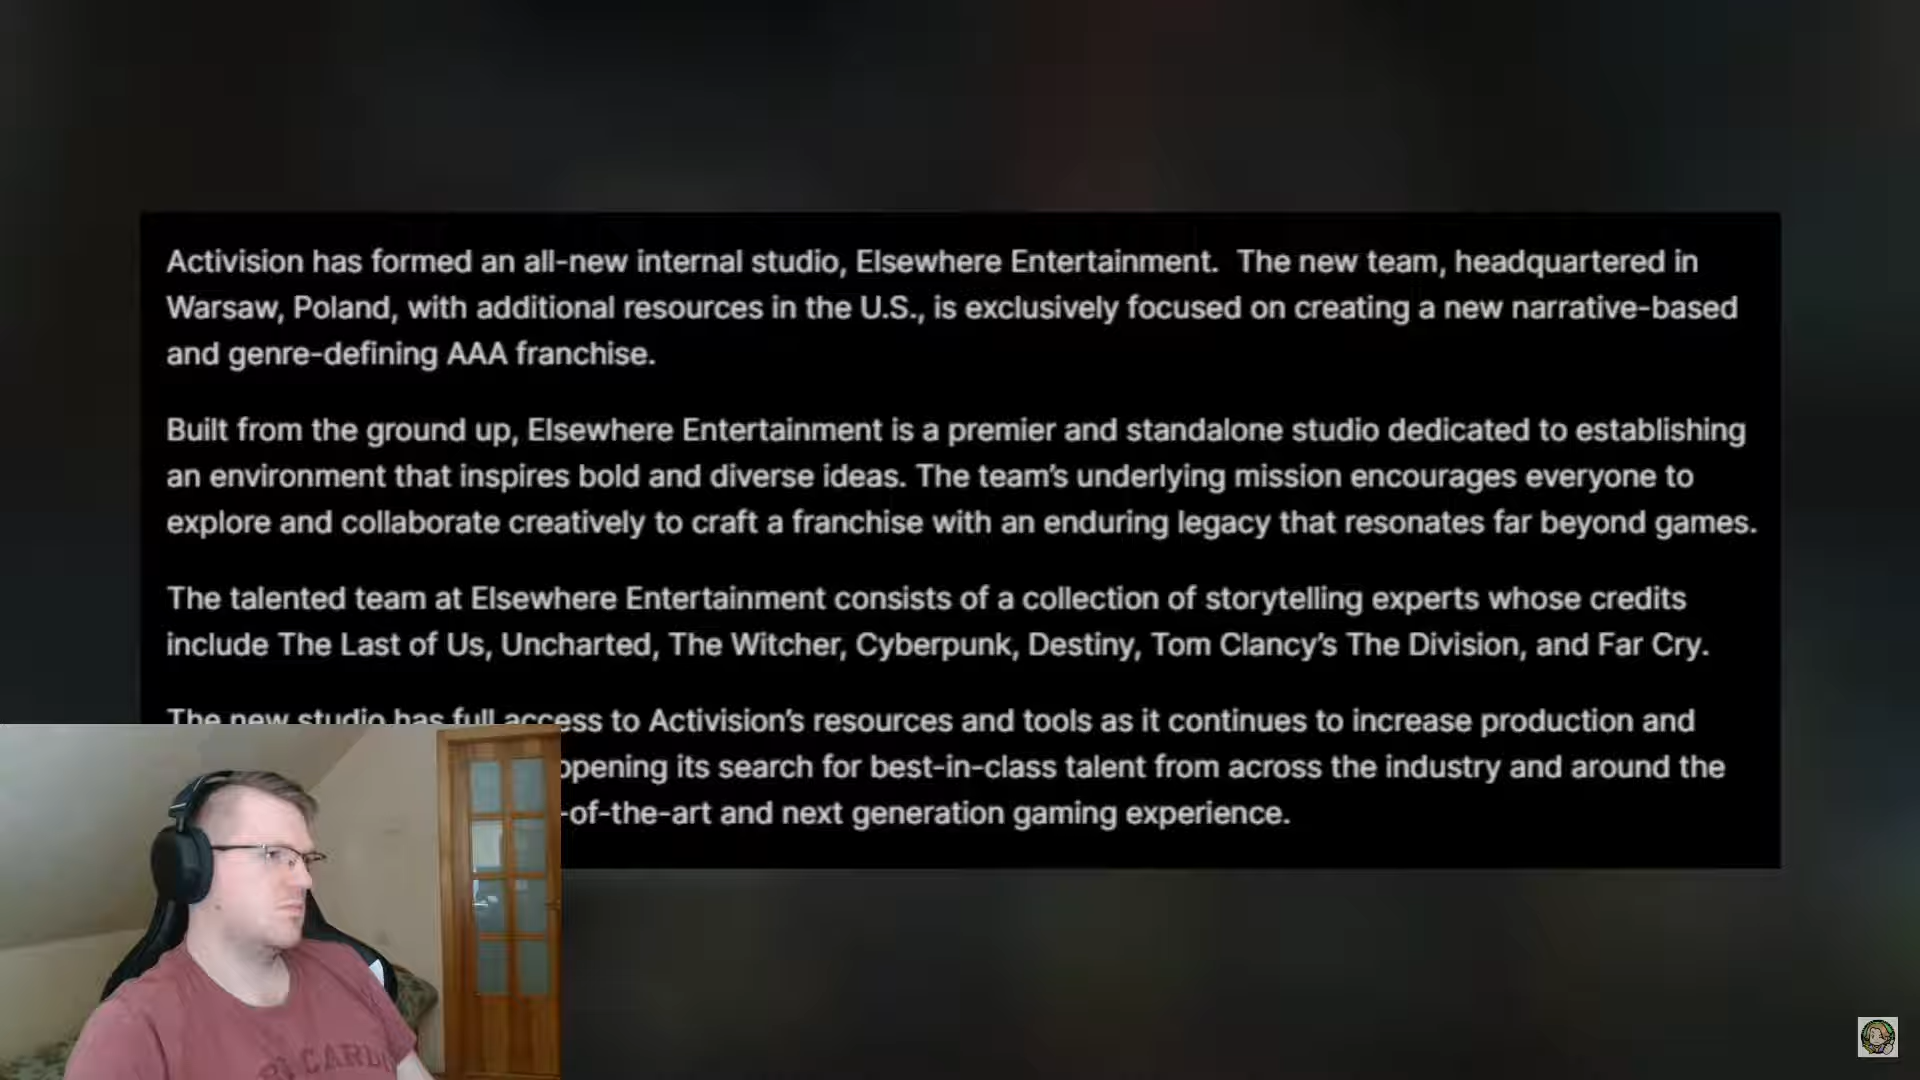 Activision has formed an all-new internal studio, Elsewhere Entertainment. The new team, headquartered in
Warsaw, Poland, with additional resources in the U.S., is exclusively focused on creating a new narrative-based
and genre-defining AAA franchise.
Built from the ground up, Elsewhere Entertainment is a premier and standalone studio dedicated to establishing
an environment that inspires bold and diverse ideas. The team's underlying mission encourages everyone to
explore and collaborate creatively to craft a franchise with an enduring legacy that resonates far beyond games.
The talented team at Elsewhere Entertainment consists of a collection of storytelling experts whose credits
include The Last of Us, Uncharted, The Witcher, Cyberpunk, Destiny, Tom Clancy's The Division, and Far Cry.
The new studio has full access to Activision's resources and tools as it continues to increase production and
opening its search for best-in-class talent from across the industry and around the
-of-the-art and next generation gaming experience.